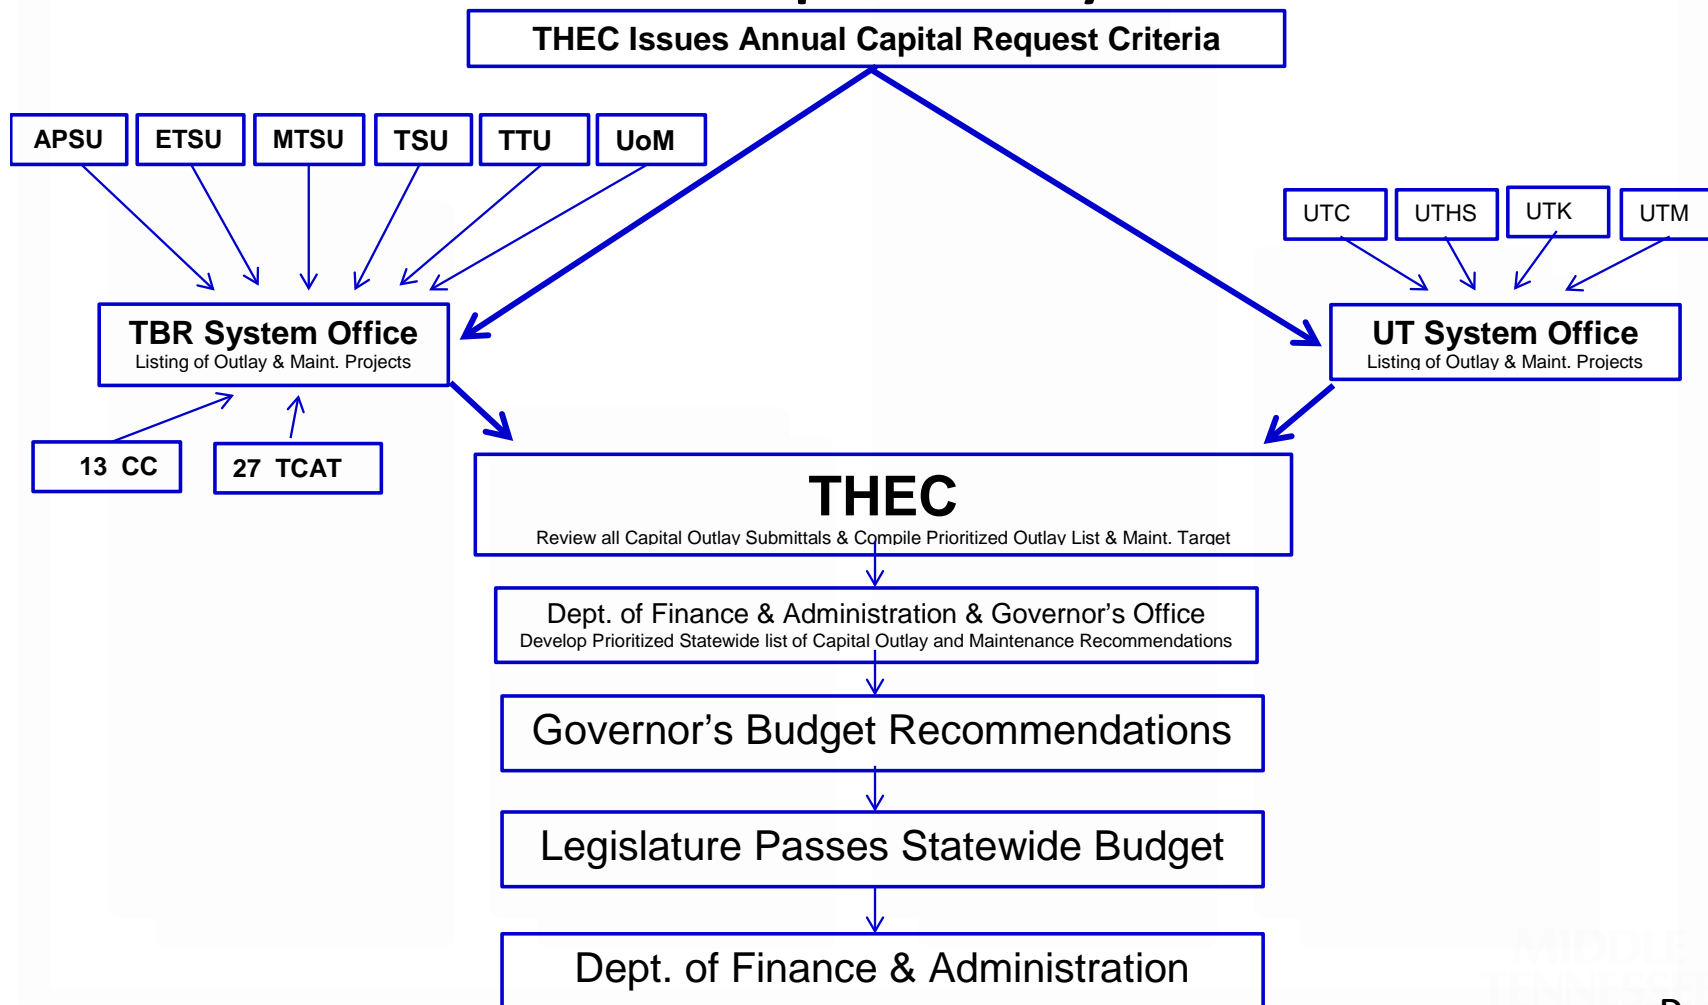 THEC Issues Annual Capital Request Criteria
APSU
ETSU
MTSU
TSU
TTU
UoM
UTC
UTHS
UTK
UTM
TBR System Office
Listing of Outlay & Maint. Projects
UT System Office
Listing of Outlay & Maint. Projects
13 CC
27 TCAT
THEC
Review all Capital Outlay Submittals & Compile Prioritized Outlay List & Maint. Target
Dept. of Finance & Administration & Governor’s Office
Develop Prioritized Statewide list of Capital Outlay and Maintenance Recommendations
Governor’s Budget Recommendations
Legislature Passes Statewide Budget
Dept. of Finance & Administration
MIDDLE